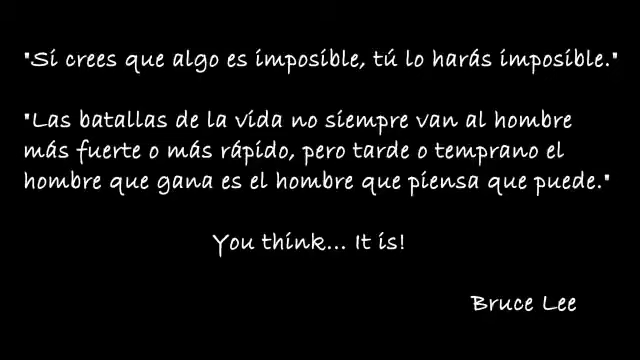 "Si crees que algo es imposible, tú lo harás imposible."
"Las batallas de la vida no siempre van al hombre
más fuerte o más rápido, pero tarde o temprano el
hombre que gana es el hombre que piensa que puede."
You think... It is!
Bruce Lee